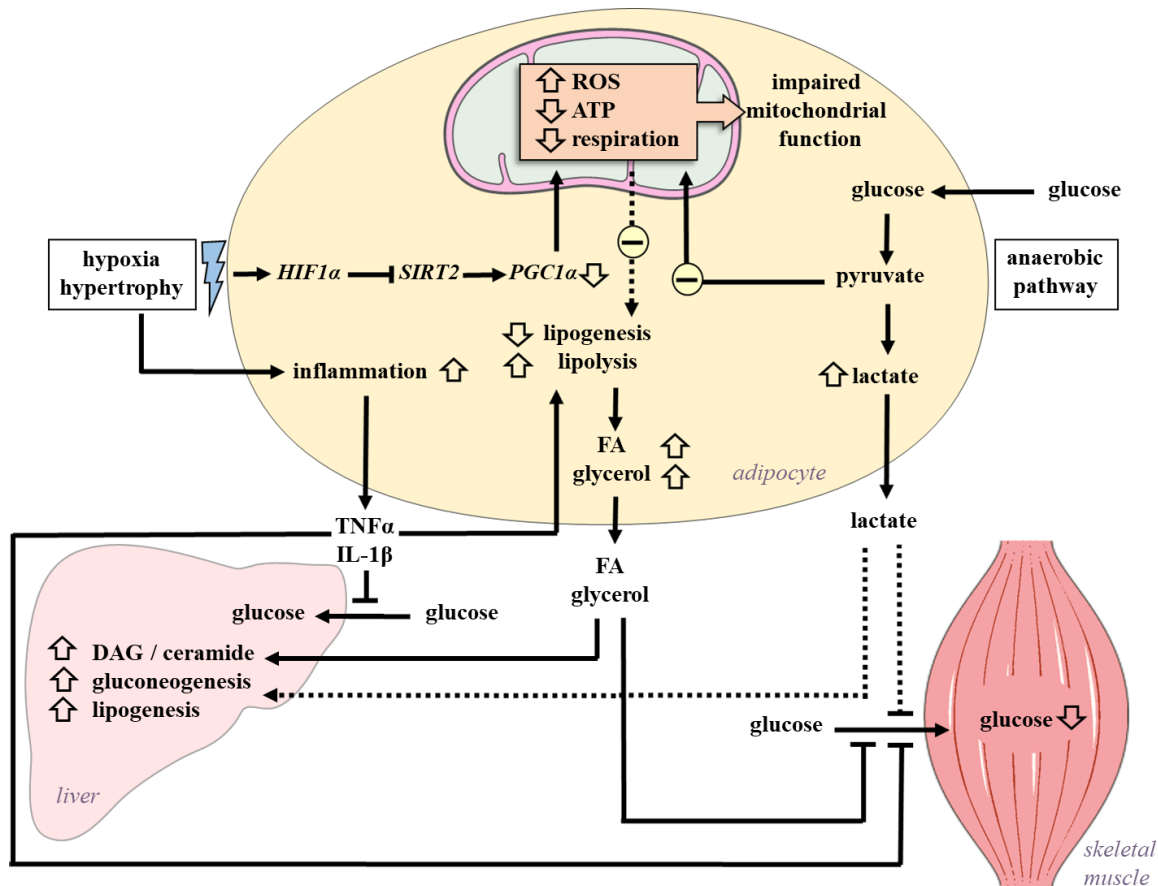 ROS
ATP
respiration
impaired
mitochondrial
function
glucose
glucose
hypoxia
hypertrophy
HIF1α
SIRT2
PGC1α
pyruvate
anaerobic
pathway
lipogenesis
lipolysis
inflammation
lactate
FA
glycerol
adipocyte
TNFα
IL-1β
lactate
FA
glycerol
glucose
glucose
DAG / ceramide
gluconeogenesis
lipogenesis
glucose
glucose
liver
skeletal
muscle